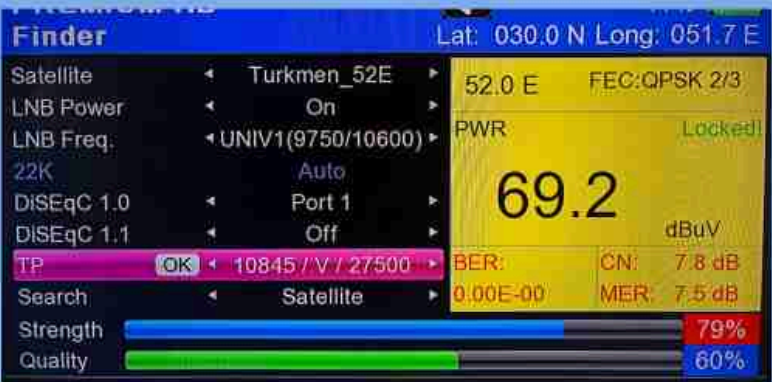 Finder
Lat: 030.0 N Long: 051.7 E
Satellite Turkmen_52E
LNB Power On
LNB Freq. UNIV1(9750/10600)
22K Auto
DiSEqC 1.0 Port 1
DiSEqC 1.1 Off
TP OK 10845 / V / 27500
Search Satellite
52.0 E FEC:QPSK 2/3
PWR Locked!
69.2
dBuV
BER: CN: 7.8 dB
0.00E-00 MER: 7.5 dB
Strength 79%
Quality 60%